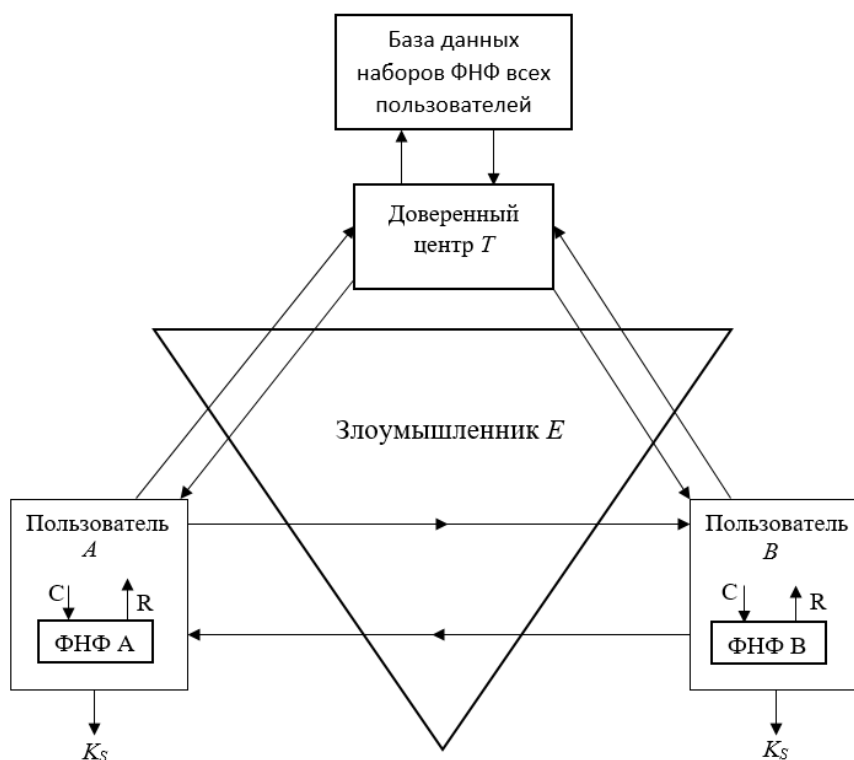 База данных
наборов ФНФ всех
пользователей
Доверенный
центр T
Злоумышленник E
Пользователь
A
C
R
ФНФ А
K_S
Пользователь
B
C
R
ФНФ В
K_S